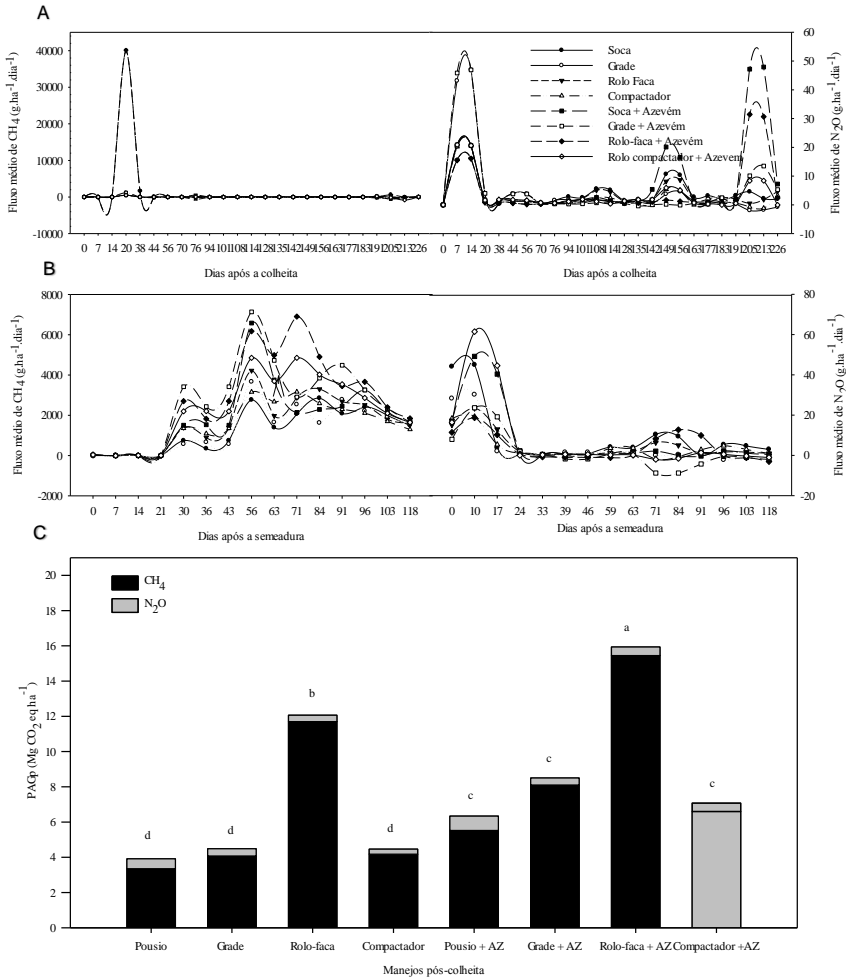 A
Fluxo médio de CH4 (g.ha-1.dia-1)
40000
30000
20000
10000
0
-10000
0 7 14 20 38 44 56 70 76 94 101 108 114 128 135 142 149 156 163 177 183 191 205 213 226
Dias após a colheita
Soca
Grade
Rolo Faca
Compactador
Soca + Azevém
Grade + Azevém
Rolo-faca + Azevém
Rolo compactador + Azevem
60
50
40
30
20
10
0
-10
Fluxo médio de N2O (g.ha-1.dia-1)
0 7 14 20 38 44 56 70 76 94 101 108 114 128 135 142 149 156 163 177 183 191 205 213 226
Dias após a colheita
B
Fluxo médio de CH4 (g.ha-1.dia-1)
8000
6000
4000
2000
0
-2000
0 7 14 21 30 36 43 56 63 71 84 91 96 103 118
Dias após a semeadura
80
60
40
20
0
-20
Fluxo médio de N2O (g.ha-1.dia-1)
0 10 17 24 33 39 46 59 63 71 84 91 96 103 118
Dias após a semeadura
C
CH4
N2O
PAGp (Mg CO2 eq ha-1)
20
18
16
14
12
10
8
6
4
2
0
d d b d c c a c
Pousio Grade Rolo-faca Compactador Pousio + AZ Grade + AZ Rolo-faca + AZ Compactador +AZ
Manejos pós-colheita